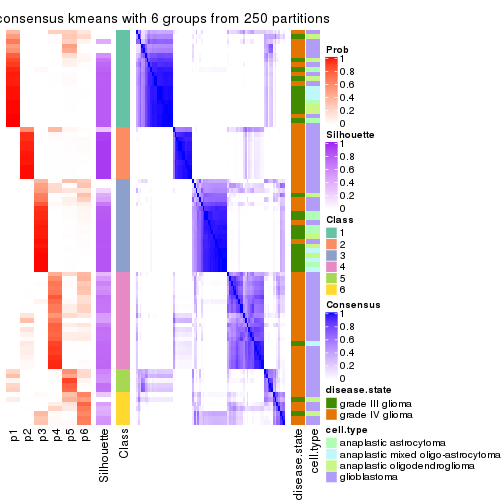 consensus kmeans with 6 groups from 250 partitions
Prob
1
0.8
0.6
0.4
0.2
0
Silhouette
1
0.8
0.6
0.4
0.2
0
Class
1
2
3
4
5
6
Consensus
1
0.8
0.6
0.4
0.2
0
disease.state
grade III glioma
grade IV glioma
cell.type
anaplastic astrocytoma
anaplastic mixed oligo-astrocytoma
anaplastic oligodendroglioma
glioblastoma
p1
p2
p3
p4
p5
p6
Silhouette
Class
disease.state
cell.type